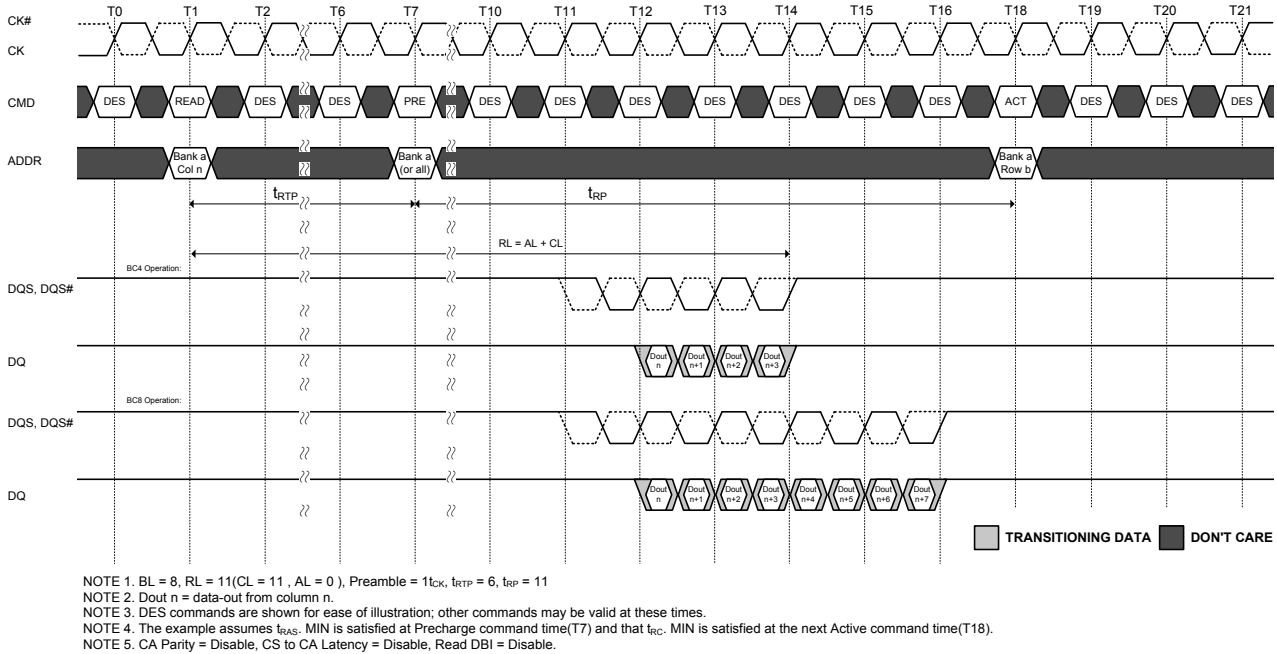 T0 T1 T2 T6 T7 T10 T11 T12 T13 T14 T15 T16 T17 T18 T19 T20 T21
CK#
CK
CMD DES READ DES DES PRE DES DES DES DES DES DES DES ACT DES DES DES
ADDR
Bank a
Col n
Bank a
(or all)
Bank a
Row b
tRTP tRP
RL = AL + CL
BC4 Operation:
DQS, DQS#
DQ
Dout
n
Dout
n+1
Dout
n+2
Dout
n+3
BC8 Operation:
DQS, DQS#
DQ
Dout
n
Dout
n+1
Dout
n+2
Dout
n+3
Dout
n+4
Dout
n+5
Dout
n+6
Dout
n+7
TRANSITIONING DATA DON'T CARE
NOTE 1. BL = 8, RL = 11(CL = 11 , AL = 0 ), Preamble = 1tCK, tRTP = 6, tRP = 11
NOTE 2. Dout n = data-out from column n.
NOTE 3. DES commands are shown for ease of illustration; other commands may be valid at these times.
NOTE 4. The example assumes tRAS. MIN is satisfied at Precharge command time(T7) and that tRC. MIN is satisfied at the next Active command time(T18).
NOTE 5. CA Parity = Disable, CS to CA Latency = Disable, Read DBI = Disable.